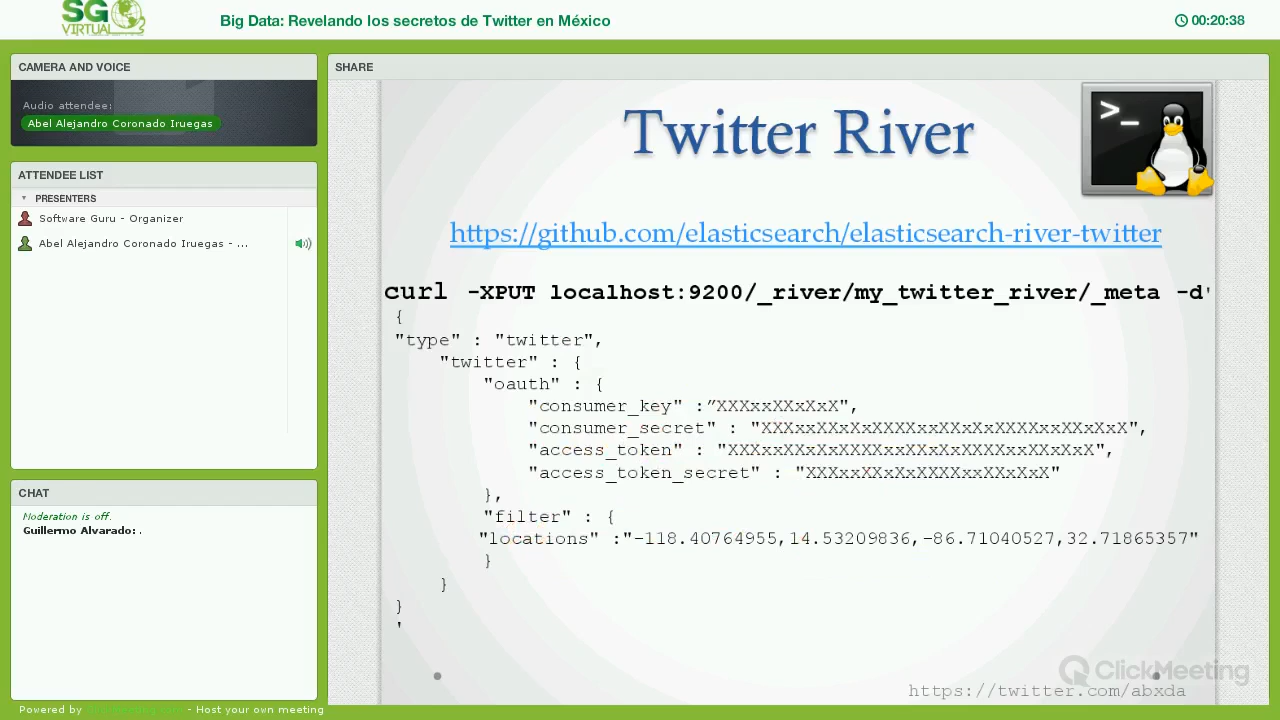 SG
VIRTUAL
Big Data: Revelando los secretos de Twitter en México
00:20:38
CAMERA AND VOICE
Audio attendee:
Abel Alejandro Coronado Iruegas
ATTENDEE LIST
PRESENTERS
Software Guru - Organizer
Abel Alejandro Coronado Iruegas - ...
CHAT
Moderation is off.
Guillermo Alvarado: .
Powered by - Host your own meeting
SHARE
Twitter River
>_
https://github.com/elasticsearch/elasticsearch-river-twitter
curl -XPUT localhost:9200/_river/my_twitter_river/_meta -d'
{
"type" : "twitter",
"twitter" : {
"oauth" : {
"consumer_key" :”XXXxxXXxXxX",
"consumer_secret" : "XXXxxXXxXxXXXXxxXXxXxXXXXxxXXxXxX",
"access_token" : "XXXxxXXxXxXXXXxxXXxXxXXXXxxXXxXxX",
"access_token_secret" : "XXXxxXXxXxXXXXxxXXxXxX"
},
"filter" : {
"locations" :"-118.40764955,14.53209836,-86.71040527,32.71865357"
}
}
}
'
ClickMeeting
https://twitter.com/abxda